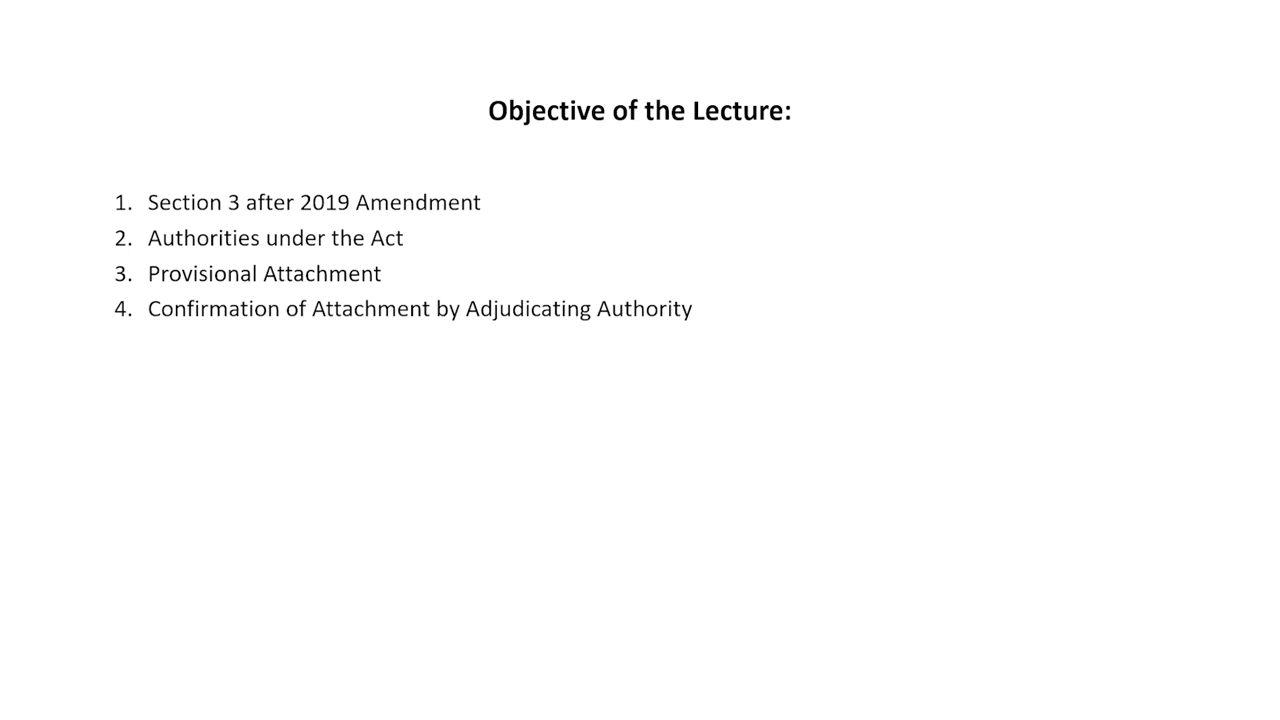 Objective of the Lecture:
1. Section 3 after 2019 Amendment
2. Authorities under the Act
3. Provisional Attachment
4. Confirmation of Attachment by Adjudicating Authority